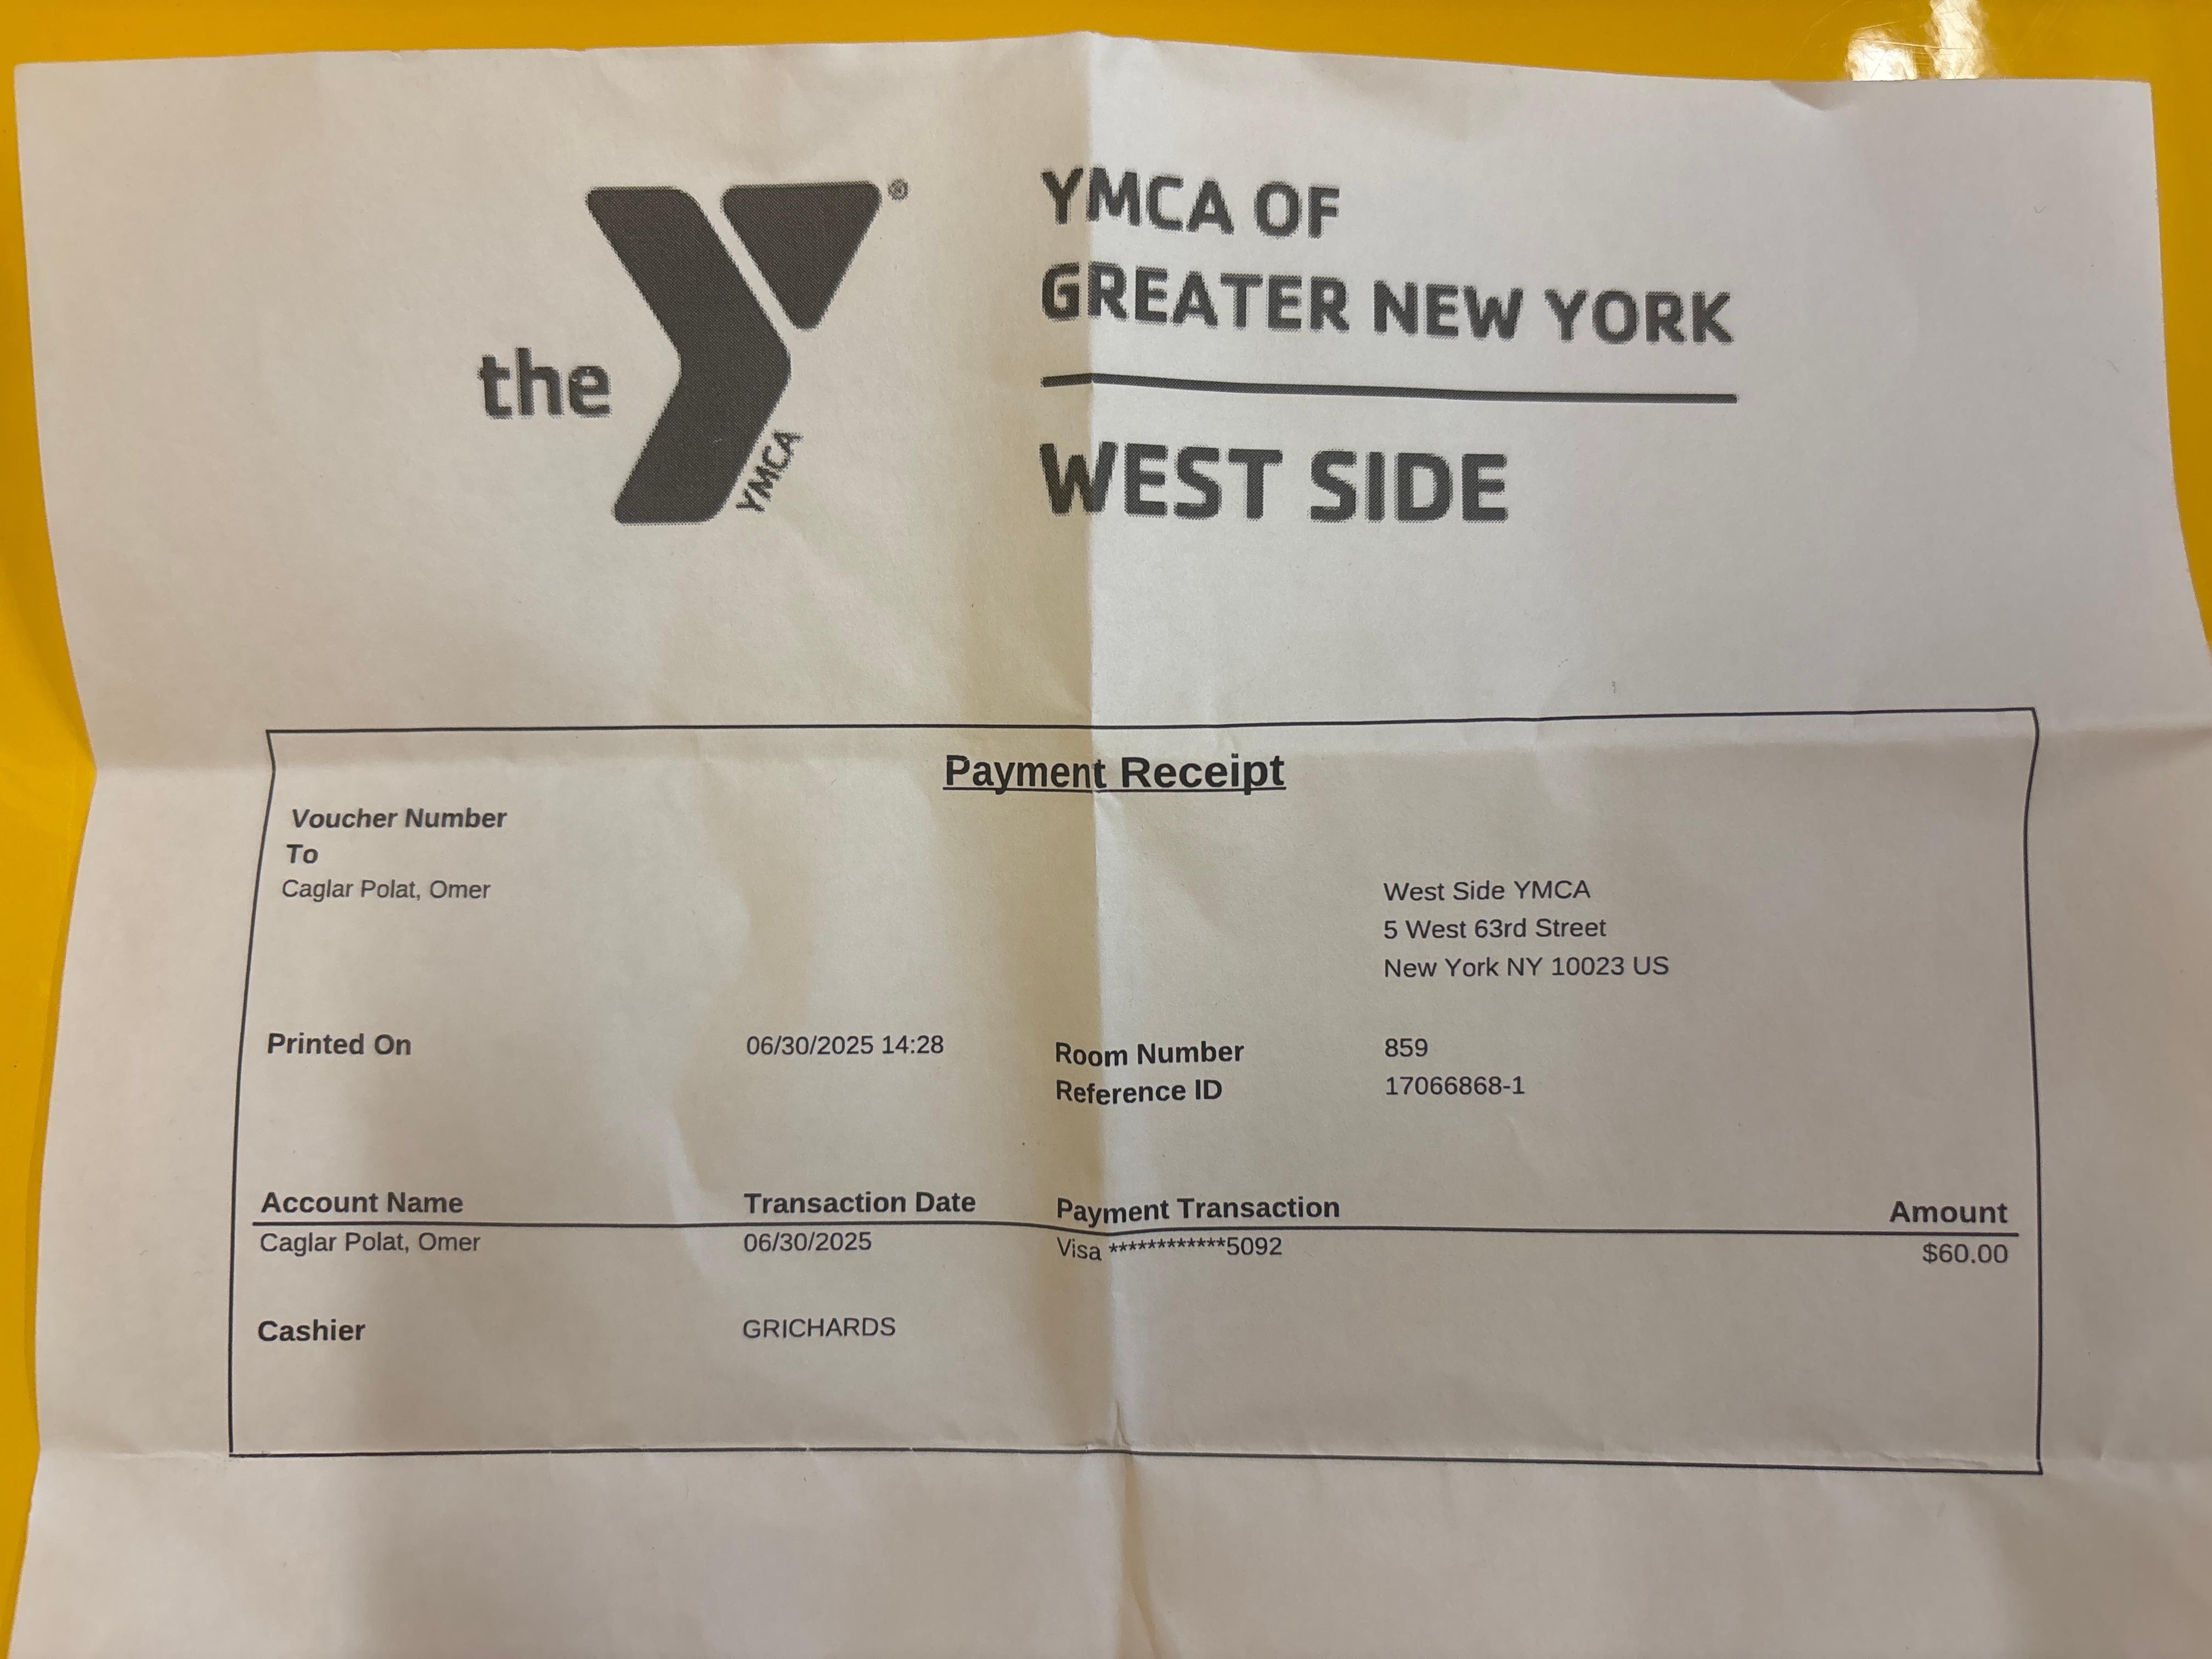 the
YMCA
®
YMCA OF
GREATER NEW YORK
WEST SIDE
Payment Receipt
Voucher Number
To
Caglar Polat, Omer
West Side YMCA
5 West 63rd Street
New York NY 10023 US
Printed On 06/30/2025 14:28 Room Number 859
Reference ID 17066868-1
Account Name Transaction Date Payment Transaction Amount
Caglar Polat, Omer 06/30/2025 Visa ************5092 $60.00
Cashier GRICHARDS